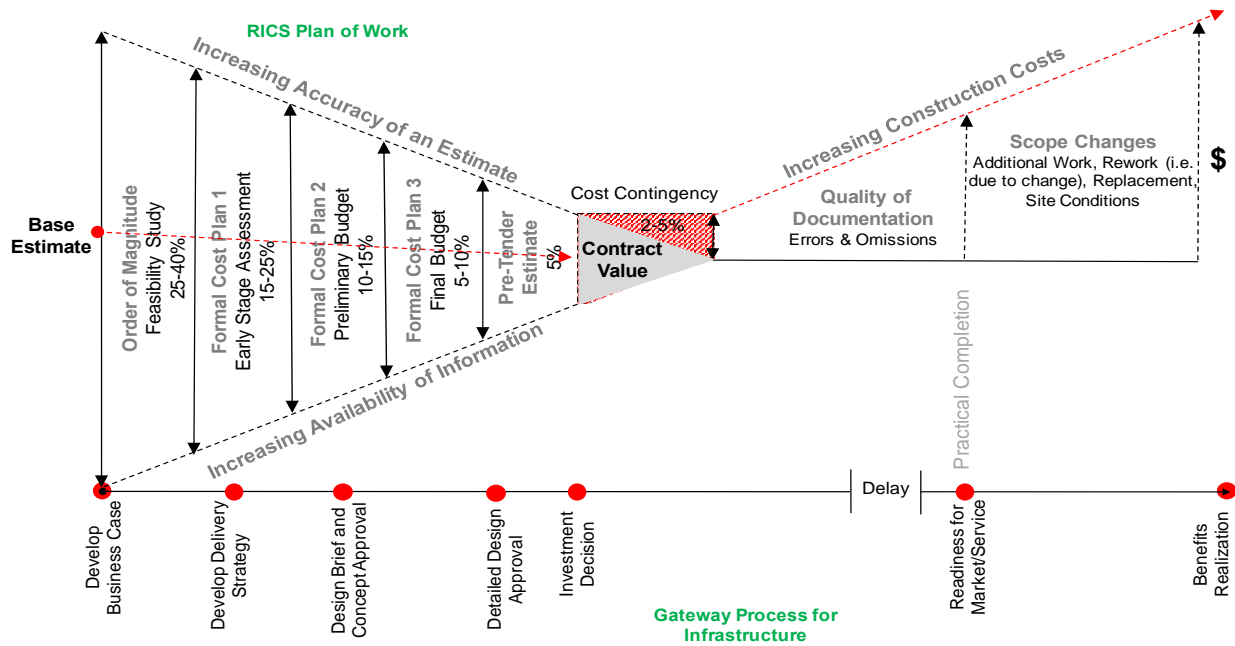 RICS Plan of Work
Increasing Accuracy of an Estimate
Increasing Construction Costs
Base
Estimate
Order of Magnitude
Feasibility Study
25-40%
Formal Cost Plan 1
Early Stage Assessment
15-25%
Formal Cost Plan 2
Preliminary Budget
10-15%
Formal Cost Plan 3
Final Budget
5-10%
Pre-Tender
Estimate
5%
Cost Contingency
2-5%
Contract
Value
Quality of
Documentation
Errors & Omissions
Scope Changes
Additional Work, Rework (i.e.
due to change), Replacement,
Site Conditions
$
Increasing Availability of Information
Practical Completion
Delay
Develop
Business Case
Develop Delivery
Strategy
Design Brief and
Concept Approval
Detailed Design
Approval
Investment
Decision
Readiness for
Market/Service
Benefits
Realization
Gateway Process for
Infrastructure